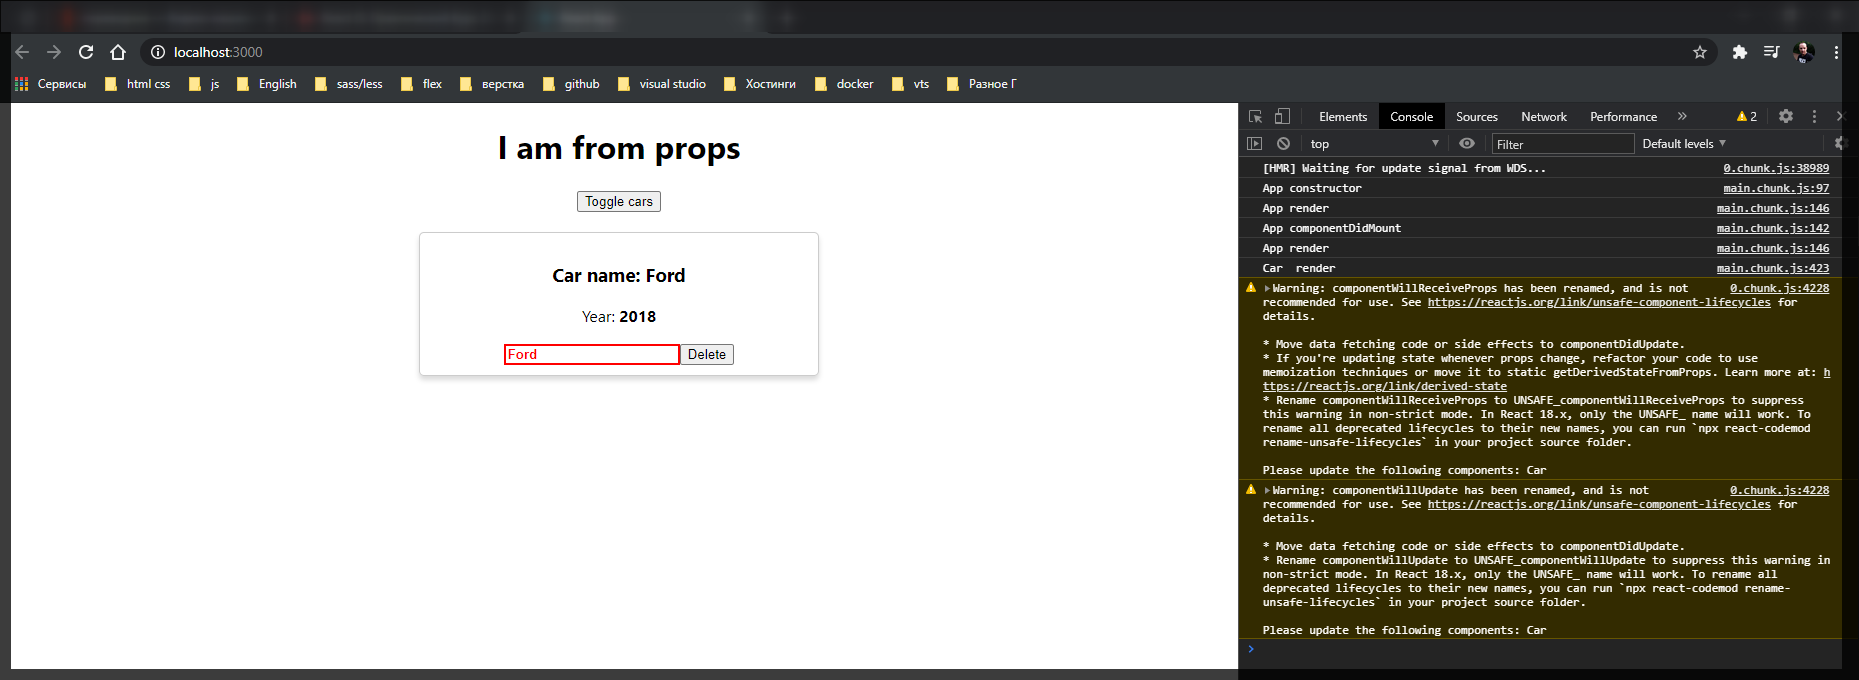 localhost:3000
Сервисы html css js English sass/less flex верстка github visual studio Хостинги docker vts Разное Г
I am from props
Toggle cars
Car name: Ford
Year: 2018
Ford Delete
Elements Console Sources Network Performance » 2
top Filter Default levels
[HMR] Waiting for update signal from WDS... 0.chunk.js:38989
App constructor main.chunk.js:97
App render main.chunk.js:146
App componentDidMount main.chunk.js:142
App render main.chunk.js:146
Car render main.chunk.js:423
Warning: componentWillReceiveProps has been renamed, and is not 0.chunk.js:4228
recommended for use. See https://reactjs.org/link/unsafe-component-lifecycles for
details.
* Move data fetching code or side effects to componentDidUpdate.
* If you're updating state whenever props change, refactor your code to use
memoization techniques or move it to static getDerivedStateFromProps. Learn more at: h
ttps://reactjs.org/link/derived-state
* Rename componentWillReceiveProps to UNSAFE_componentWillReceiveProps to suppress
this warning in non-strict mode. In React 18.x, only the UNSAFE_ name will work. To
rename all deprecated lifecycles to their new names, you can run `npx react-codemod
rename-unsafe-lifecycles` in your project source folder.
Please update the following components: Car
Warning: componentWillUpdate has been renamed, and is not 0.chunk.js:4228
recommended for use. See https://reactjs.org/link/unsafe-component-lifecycles for
details.
* Move data fetching code or side effects to componentDidUpdate.
* Rename componentWillUpdate to UNSAFE_componentWillUpdate to suppress this warning in
non-strict mode. In React 18.x, only the UNSAFE_ name will work. To rename all
deprecated lifecycles to their new names, you can run `npx react-codemod rename-
unsafe-lifecycles` in your project source folder.
Please update the following components: Car